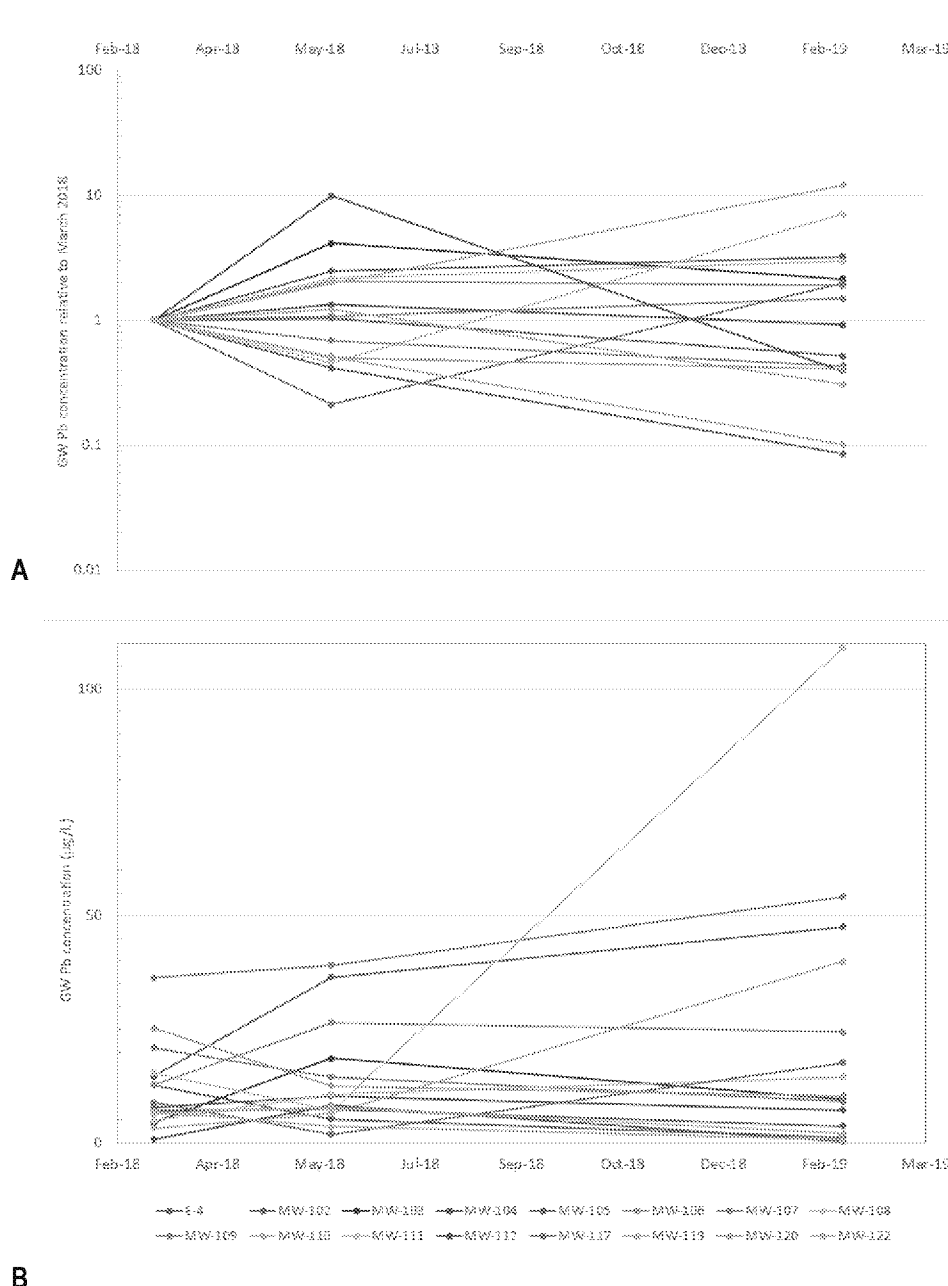 Feb-18 Apr-18 May-18 Jul-18 Sep-18 Oct-18 Dec-18 Feb-19 Mar-19
100
10
1
0.1
0.01
GW Pb concentration relative to March 2018
A
100
50
0
GW Pb concentration (µg/L)
Feb-18 Apr-18 May-18 Jul-18 Sep-18 Oct-18 Dec-18 Feb-19 Mar-19
MW-102 MW-103 MW-104 MW-105 MW-106 MW-107 MW-108
MW-109 MW-110 MW-111 MW-112 MW-117 MW-119 MW-120 MW-122
B